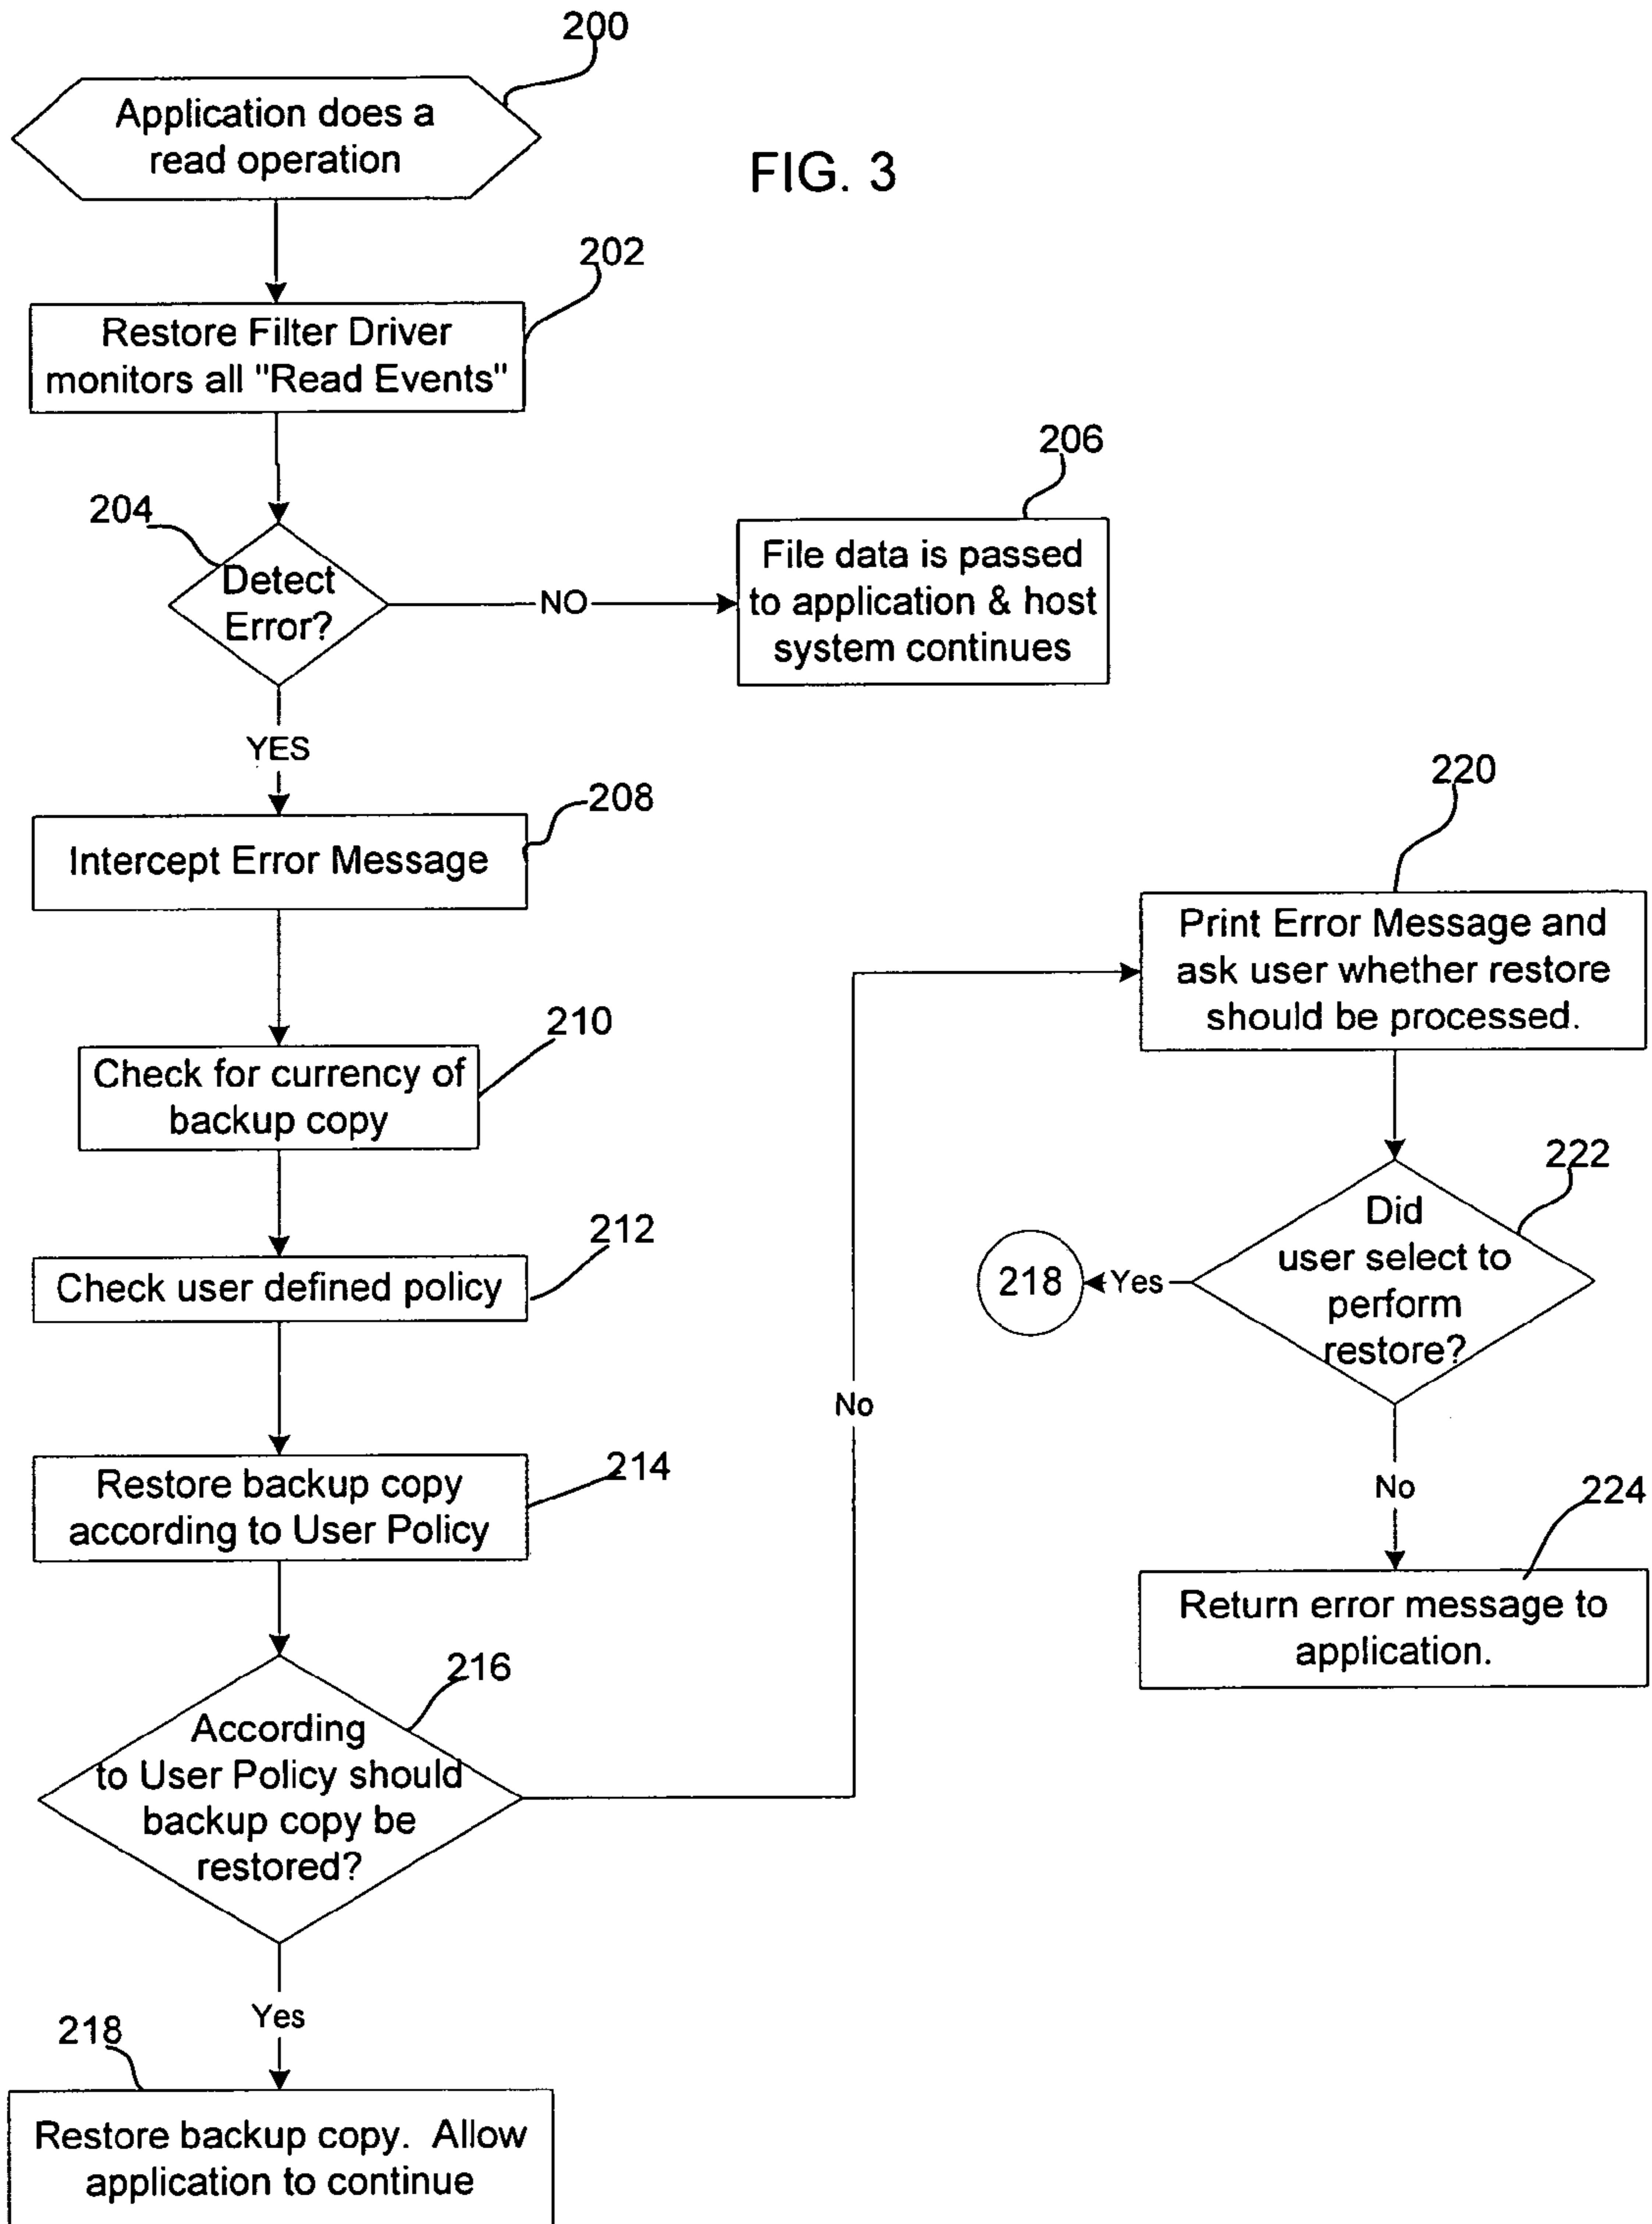 200
Application does a
read operation
FIG. 3
202
Restore Filter Driver
monitors all "Read Events"
204
Detect
Error?
NO
206
File data is passed
to application & host
system continues
YES
208
Intercept Error Message
210
Check for currency of
backup copy
212
Check user defined policy
214
Restore backup copy
according to User Policy
216
According
to User Policy should
backup copy be
restored?
No
Yes
218
Restore backup copy.  Allow
application to continue
220
Print Error Message and
ask user whether restore
should be processed.
222
Did
user select to
perform
restore?
Yes
218
No
224
Return error message to
application.